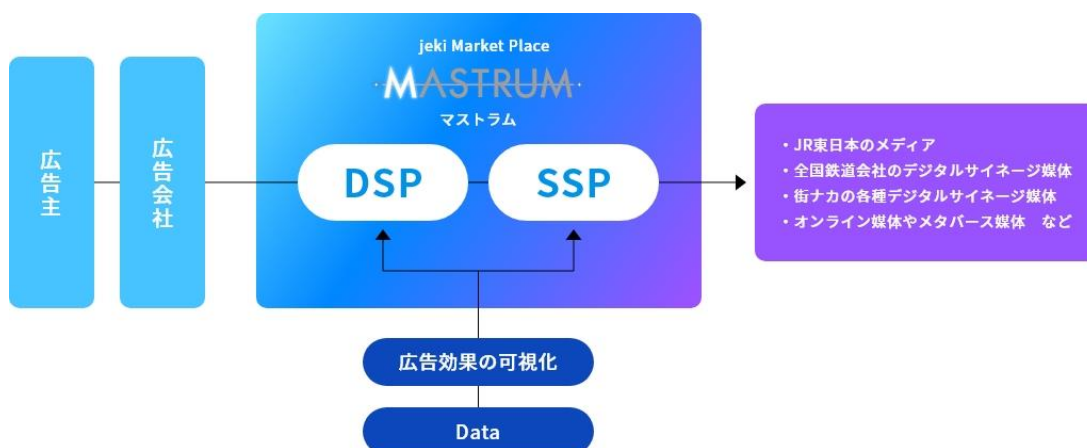 広告主
広告会社
jeki Market Place
MASTRUM
マストラム
DSP
SSP
・JR東日本のメディア
・全国鉄道会社のデジタルサイネージ媒体
・街ナカの各種デジタルサイネージ媒体
・オンライン媒体やメタバース媒体　など
広告効果の可視化
Data